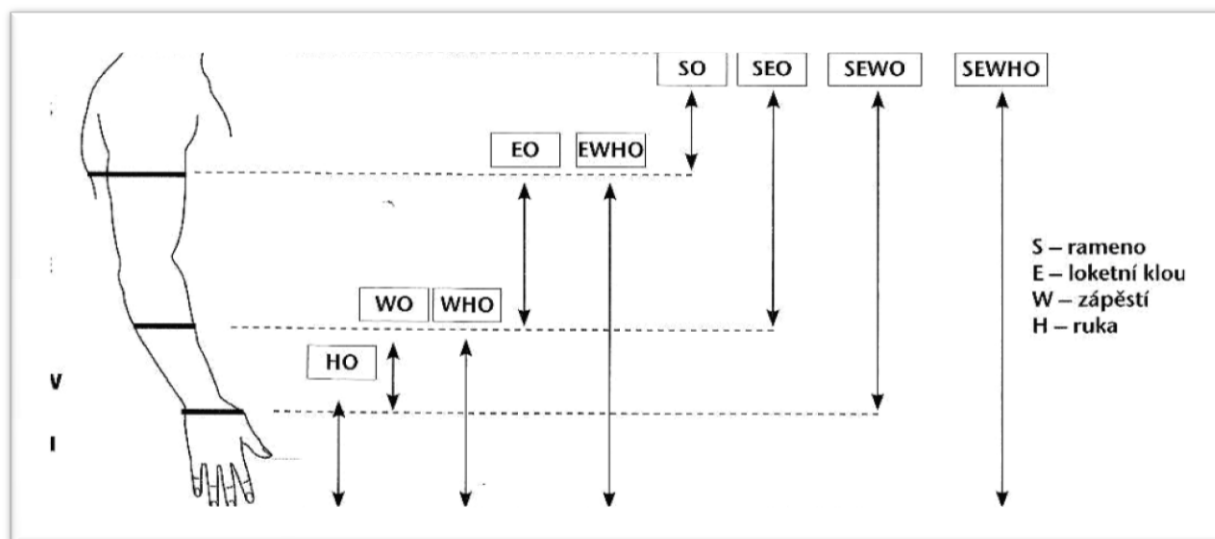 SO SEO SEWO SEWHO
EO EWHO
S – rameno
E – loketní klou
W – zápěstí
H – ruka
WO WHO
HO